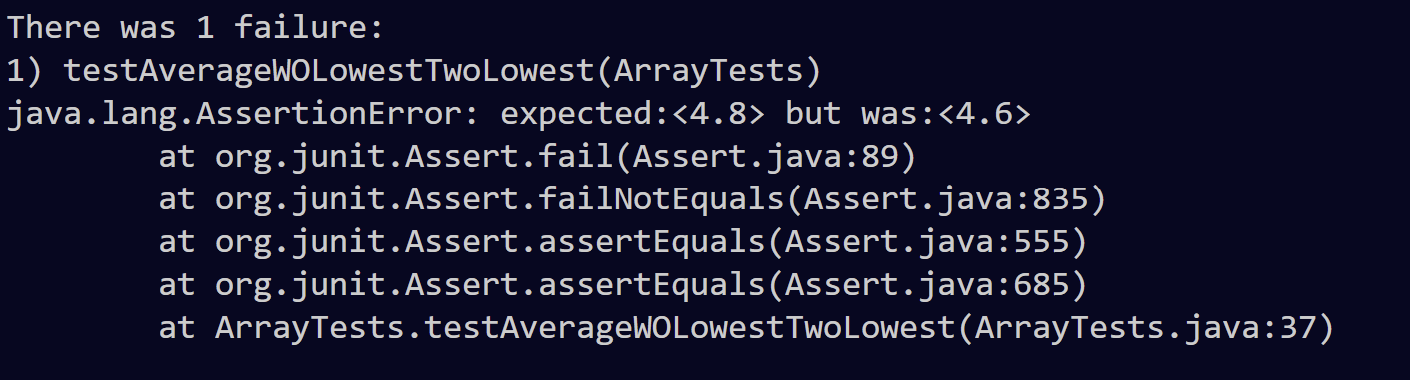 There was 1 failure:
1) testAverageWOLowestTwoLowest(ArrayTests)
java.lang.AssertionError: expected:<4.8> but was:<4.6>
        at org.junit.Assert.fail(Assert.java:89)
        at org.junit.Assert.failNotEquals(Assert.java:835)
        at org.junit.Assert.assertEquals(Assert.java:555)
        at org.junit.Assert.assertEquals(Assert.java:685)
        at ArrayTests.testAverageWOLowestTwoLowest(ArrayTests.java:37)